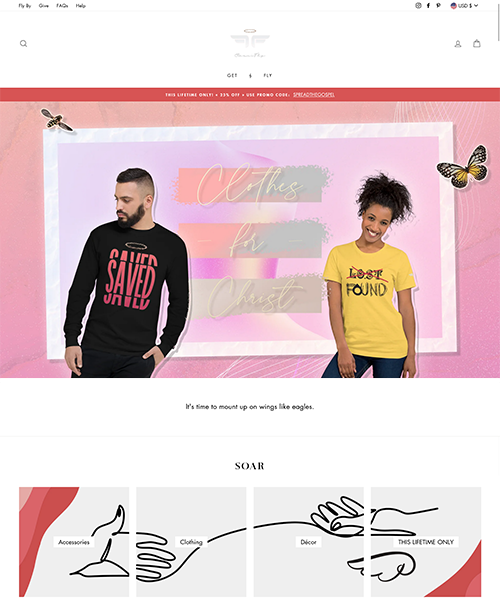 Fly By Give FAQs Help USD $
GET $ FLY
THIS LIFETIME ONLY! + 25% OFF + USE PROMO CODE: SPREADTHEGOSPEL
Clothes
for
Christ
SAVED
SAVED
LOST
FOUND
It's time to mount up on wings like eagles.
SOAR
Accessories
Clothing
Décor
THIS LIFETIME ONLY